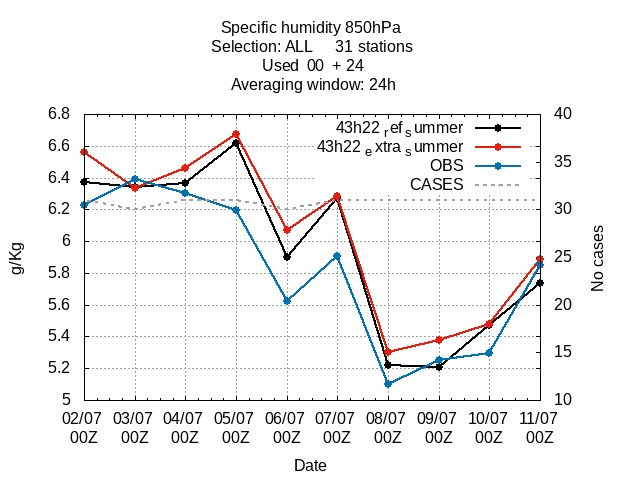 Specific humidity 850hPa
Selection: ALL 31 stations
Used 00 + 24
Averaging window: 24h
43h22 refsummer
43h22 extrasummer
OBS
CASES
6.8
6.6
6.4
6.2
6
5.8
5.6
5.4
5.2
5
40
35
30
25
20
15
10
g/Kg
No cases
02/07 03/07 04/07 05/07 06/07 07/07 08/07 09/07 10/07 11/07
00Z 00Z 00Z 00Z 00Z 00Z 00Z 00Z 00Z 00Z
Date